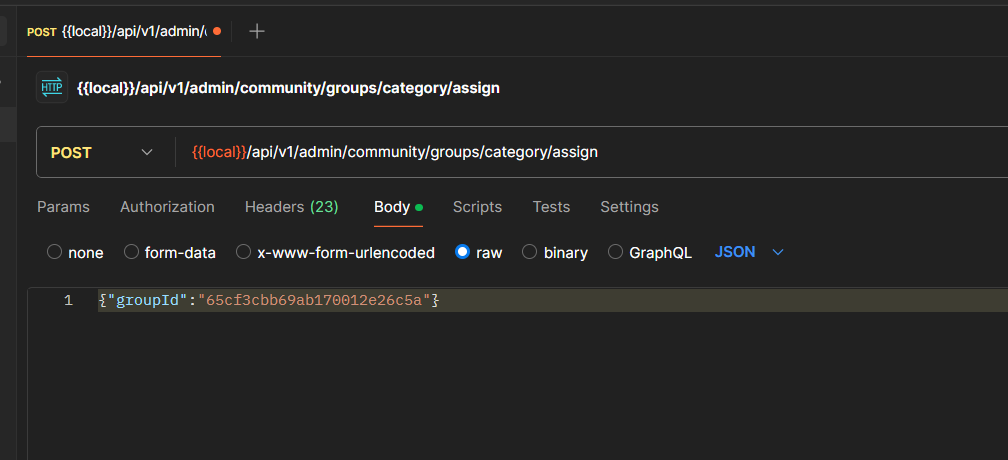 POST {{local}}/api/v1/admin/
HTTP {{local}}/api/v1/admin/community/groups/category/assign
POST {{local}}/api/v1/admin/community/groups/category/assign
Params Authorization Headers (23) Body Scripts Tests Settings
none form-data x-www-form-urlencoded raw binary GraphQL JSON
1 {"groupId":"65cf3cbb69ab170012e26c5a"}